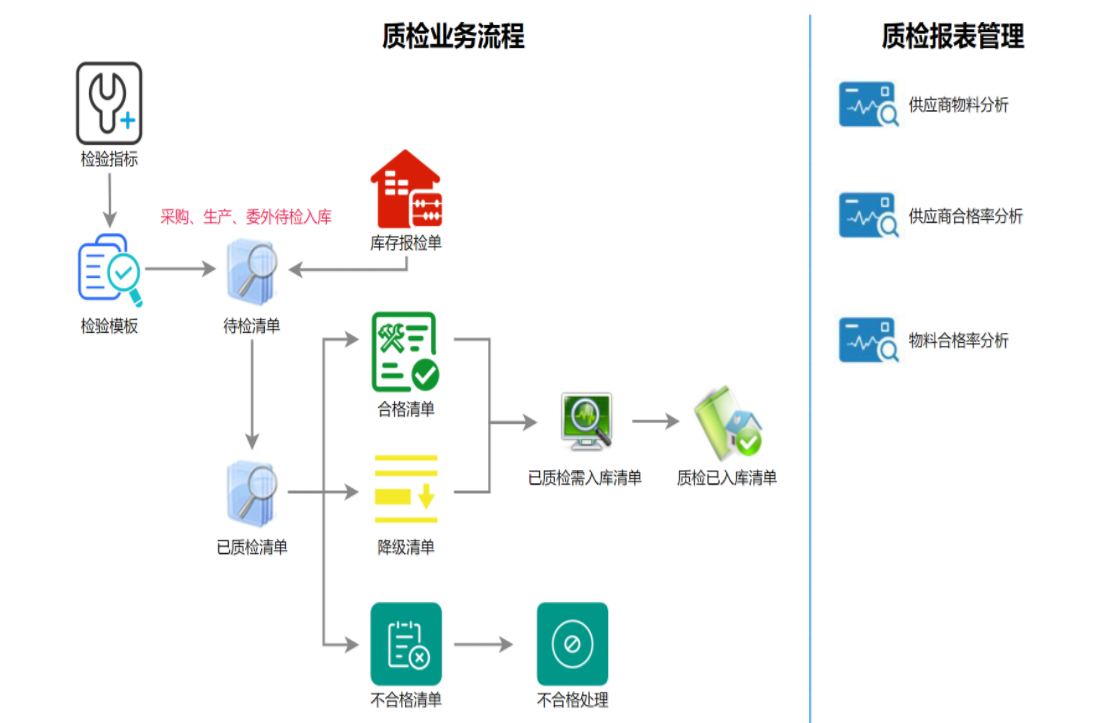 质检业务流程
质检报表管理
检验指标
采购、生产、委外待检入库
库存报检单
检验模板
待检清单
合格清单
已质检需入库清单
质检已入库清单
已质检清单
降级清单
不合格清单
不合格处理
供应商物料分析
供应商合格率分析
物料合格率分析